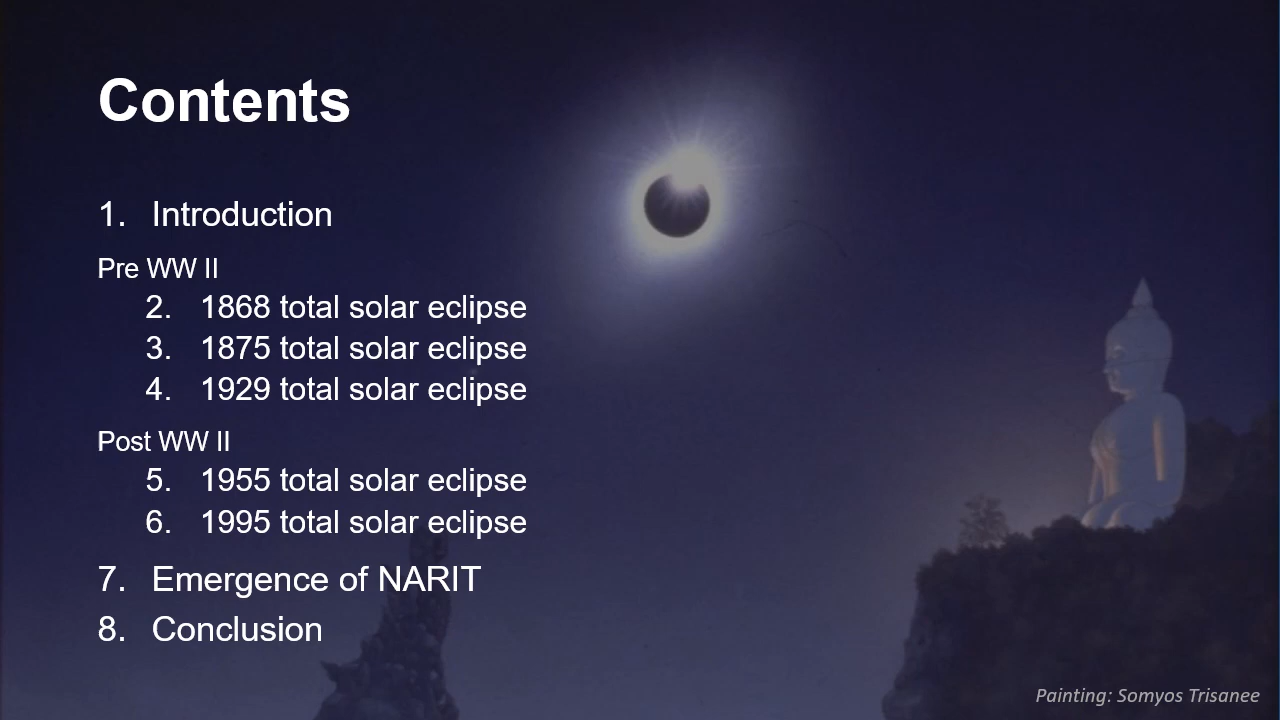 Contents
1. Introduction
Pre WW II
2. 1868 total solar eclipse
3. 1875 total solar eclipse
4. 1929 total solar eclipse
Post WW II
5. 1955 total solar eclipse
6. 1995 total solar eclipse
7. Emergence of NARIT
8. Conclusion
Painting: Somyos Trisanee